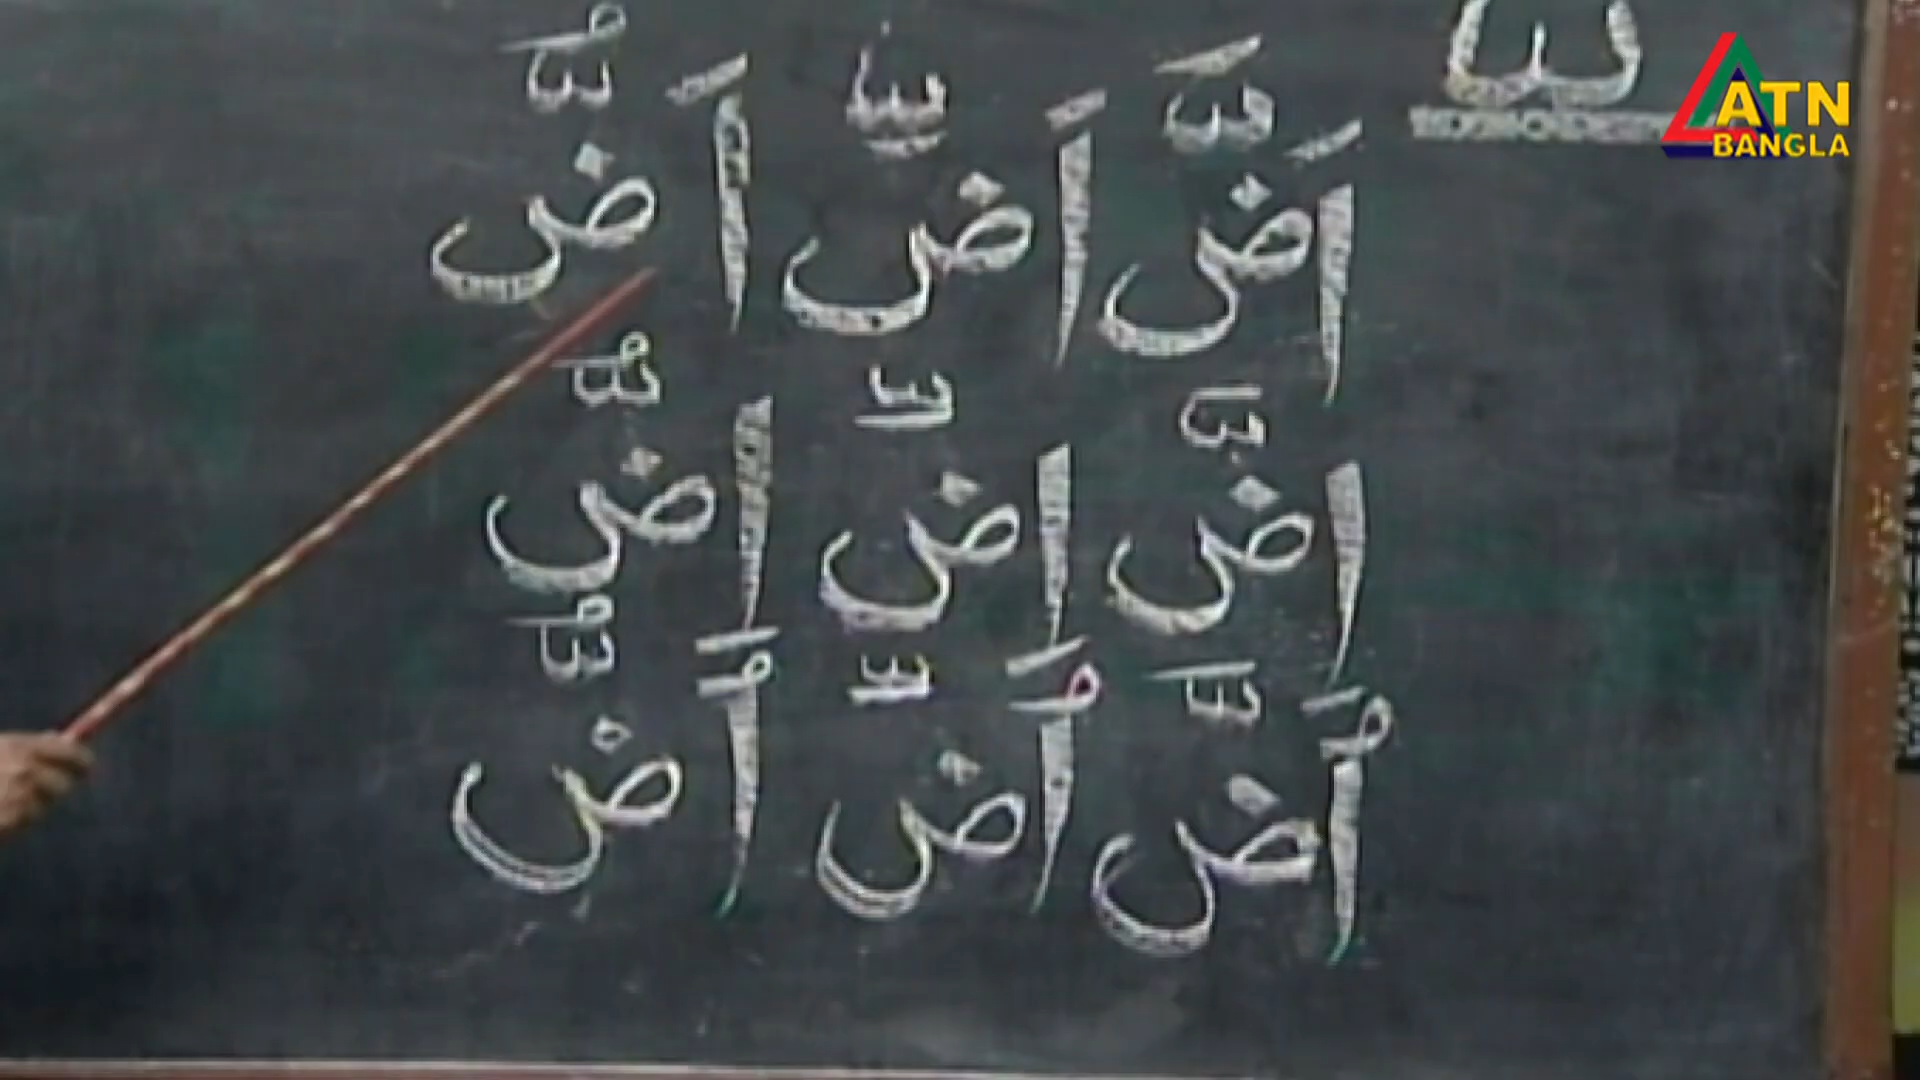 ّ
اَضَّ اَضِّ اَضُّ
اِضَّ اِضِّ اِضُّ
اُضَّ اُضِّ اُضُّ
ATN
BANGLA